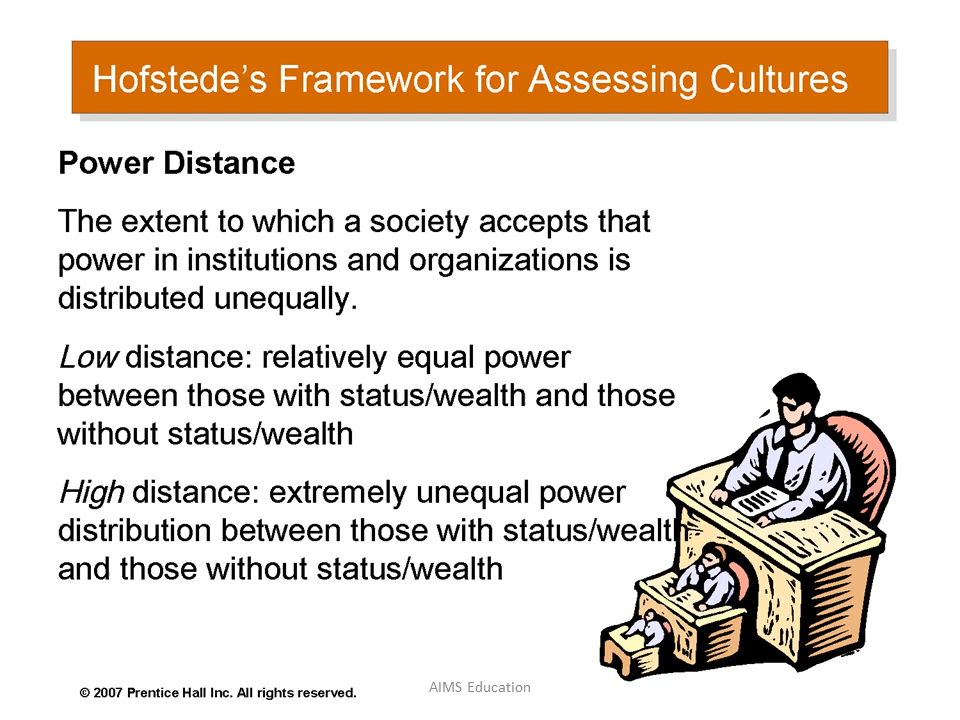 Hofstede’s Framework for Assessing Cultures
Power Distance
The extent to which a society accepts that
power in institutions and organizations is
distributed unequally.
Low distance: relatively equal power
between those with status/wealth and those
without status/wealth
High distance: extremely unequal power
distribution between those with status/wealth
and those without status/wealth
© 2007 Prentice Hall Inc. All rights reserved.
AIMS Education